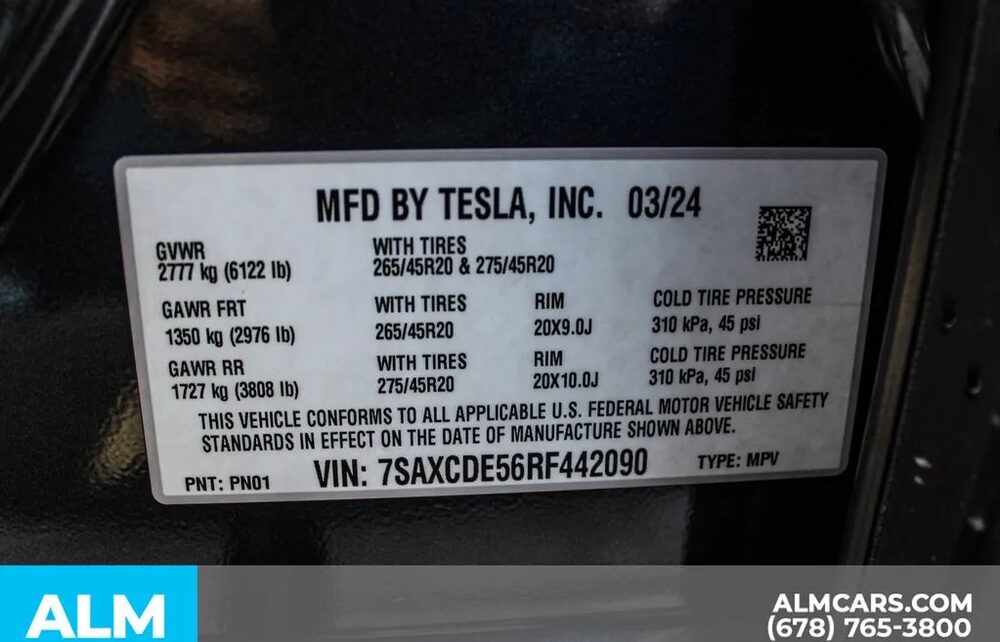 MFD BY TESLA, INC. 03/24
GVWR WITH TIRES
2777 kg (6122 lb) 265/45R20 & 275/45R20
GAWR FRT WITH TIRES RIM COLD TIRE PRESSURE
1350 kg (2976 lb) 265/45R20 20X9.0J 310 kPa, 45 psi
GAWR RR WITH TIRES RIM COLD TIRE PRESSURE
1727 kg (3808 lb) 275/45R20 20X10.0J 310 kPa, 45 psi
THIS VEHICLE CONFORMS TO ALL APPLICABLE U.S. FEDERAL MOTOR VEHICLE SAFETY
STANDARDS IN EFFECT ON THE DATE OF MANUFACTURE SHOWN ABOVE.
PNT: PN01 VIN: 7SAXCDE56RF442090 TYPE: MPV
ALM
ALMCARS.COM
(678) 765-3800